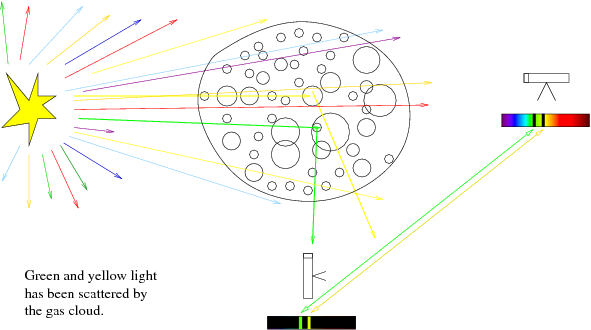 Green and yellow light
has been scattered by
the gas cloud.